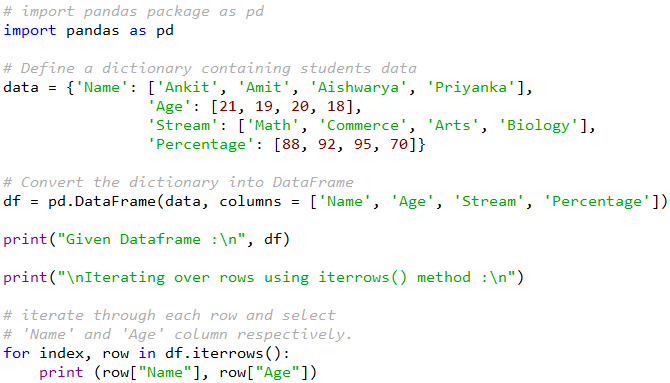 # import pandas package as pd
import pandas as pd
# Define a dictionary containing students data
data = {'Name': ['Ankit', 'Amit', 'Aishwarya', 'Priyanka'],
                'Age': [21, 19, 20, 18],
                'Stream': ['Math', 'Commerce', 'Arts', 'Biology'],
                'Percentage': [88, 92, 95, 70]}
# Convert the dictionary into DataFrame
df = pd.DataFrame(data, columns = ['Name', 'Age', 'Stream', 'Percentage'])
print("Given Dataframe :\n", df)
print("\nIterating over rows using iterrows() method :\n")
# iterate through each row and select
# 'Name' and 'Age' column respectively.
for index, row in df.iterrows():
    print (row["Name"], row["Age"])